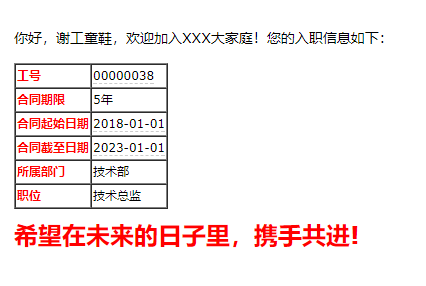 你好，谢工童鞋，欢迎加入XXX大家庭！您的入职信息如下：
工号 00000038
合同期限 5年
合同起始日期 2018-01-01
合同截至日期 2023-01-01
所属部门 技术部
职位 技术总监
希望在未来的日子里，携手共进!